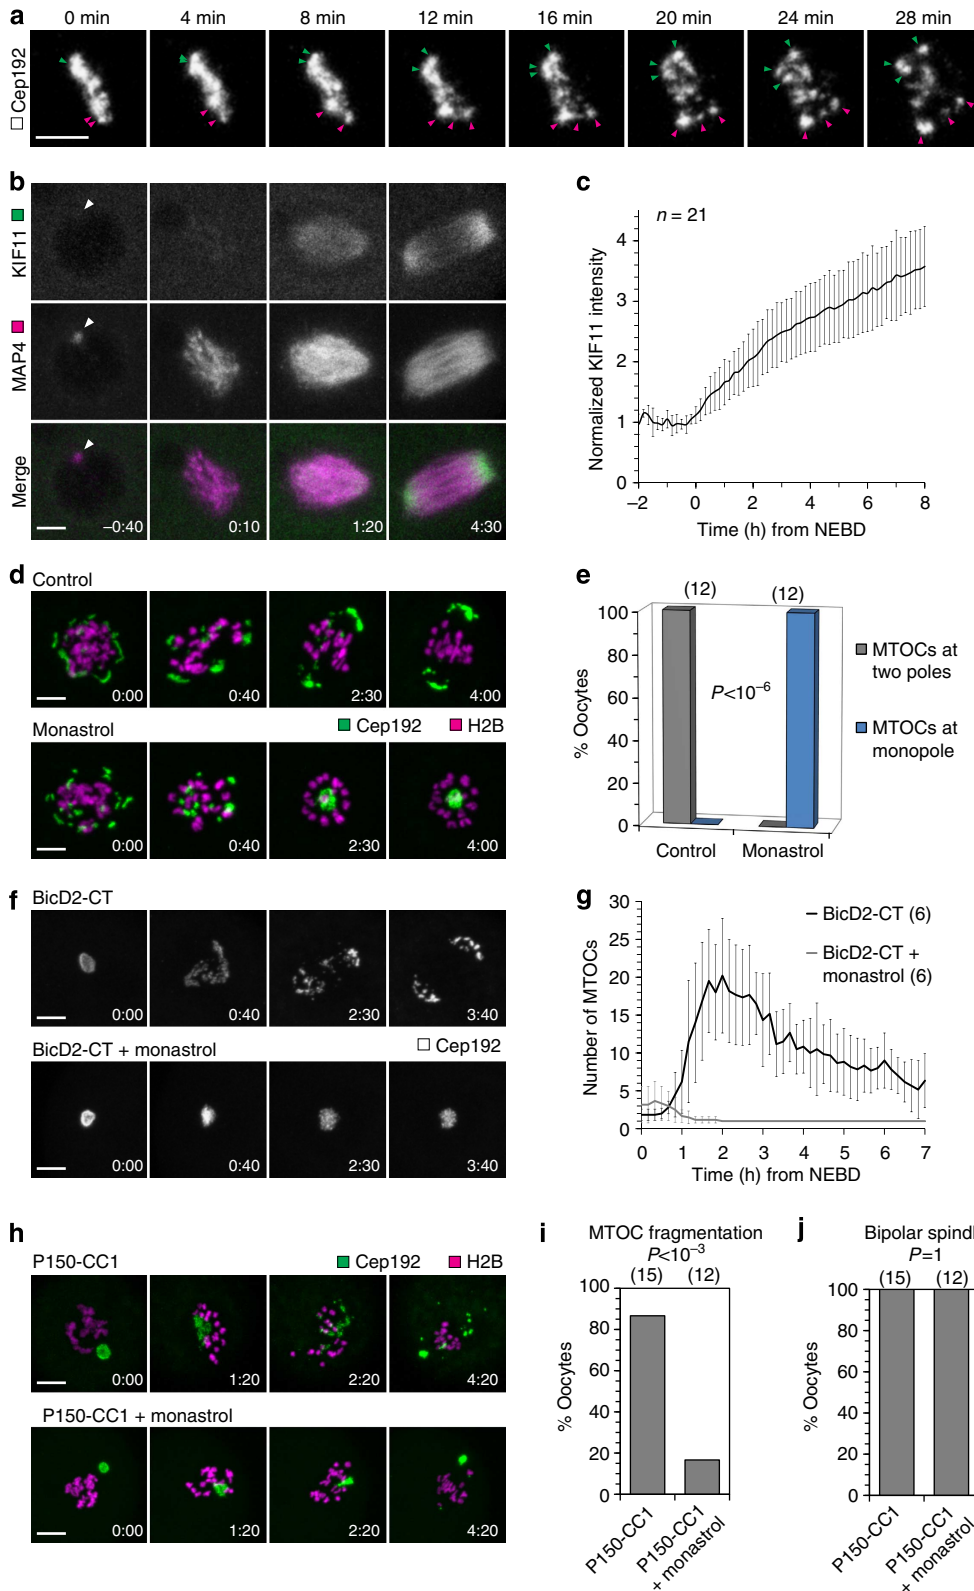 a
0 min 4 min 8 min 12 min 16 min 20 min 24 min 28 min
Cep192
b
KIF11
MAP4
Merge
–0:40 0:10 1:20 4:30
c
n = 21
Normalized KIF11 intensity
4
3
2
1
0
–2 0 2 4 6 8
Time (h) from NEBD
d
Control
0:00 0:40 2:30 4:00
Monastrol
Cep192 H2B
0:00 0:40 2:30 4:00
e
(12) (12)
% Oocytes
100
80
60
40
20
0
P<10⁻⁶
Control Monastrol
MTOCs at
two poles
MTOCs at
monopole
f
BicD2-CT
0:00 0:40 2:30 3:40
BicD2-CT + monastrol
Cep192
0:00 0:40 2:30 3:40
g
Number of MTOCs
30
25
20
15
10
5
0
BicD2-CT (6)
BicD2-CT +
monastrol (6)
0 1 2 3 4 5 6 7
Time (h) from NEBD
h
P150-CC1
Cep192 H2B
0:00 1:20 2:20 4:20
P150-CC1 + monastrol
0:00 1:20 2:20 4:20
i
MTOC fragmentation
P<10⁻³
(15) (12)
% Oocytes
100
80
60
40
20
0
P150-CC1
P150-CC1
+ monastrol
j
Bipolar spindl
P=1
(15) (12)
% Oocytes
100
80
60
40
20
0
P150-CC1
P150-CC1
+ monastrol